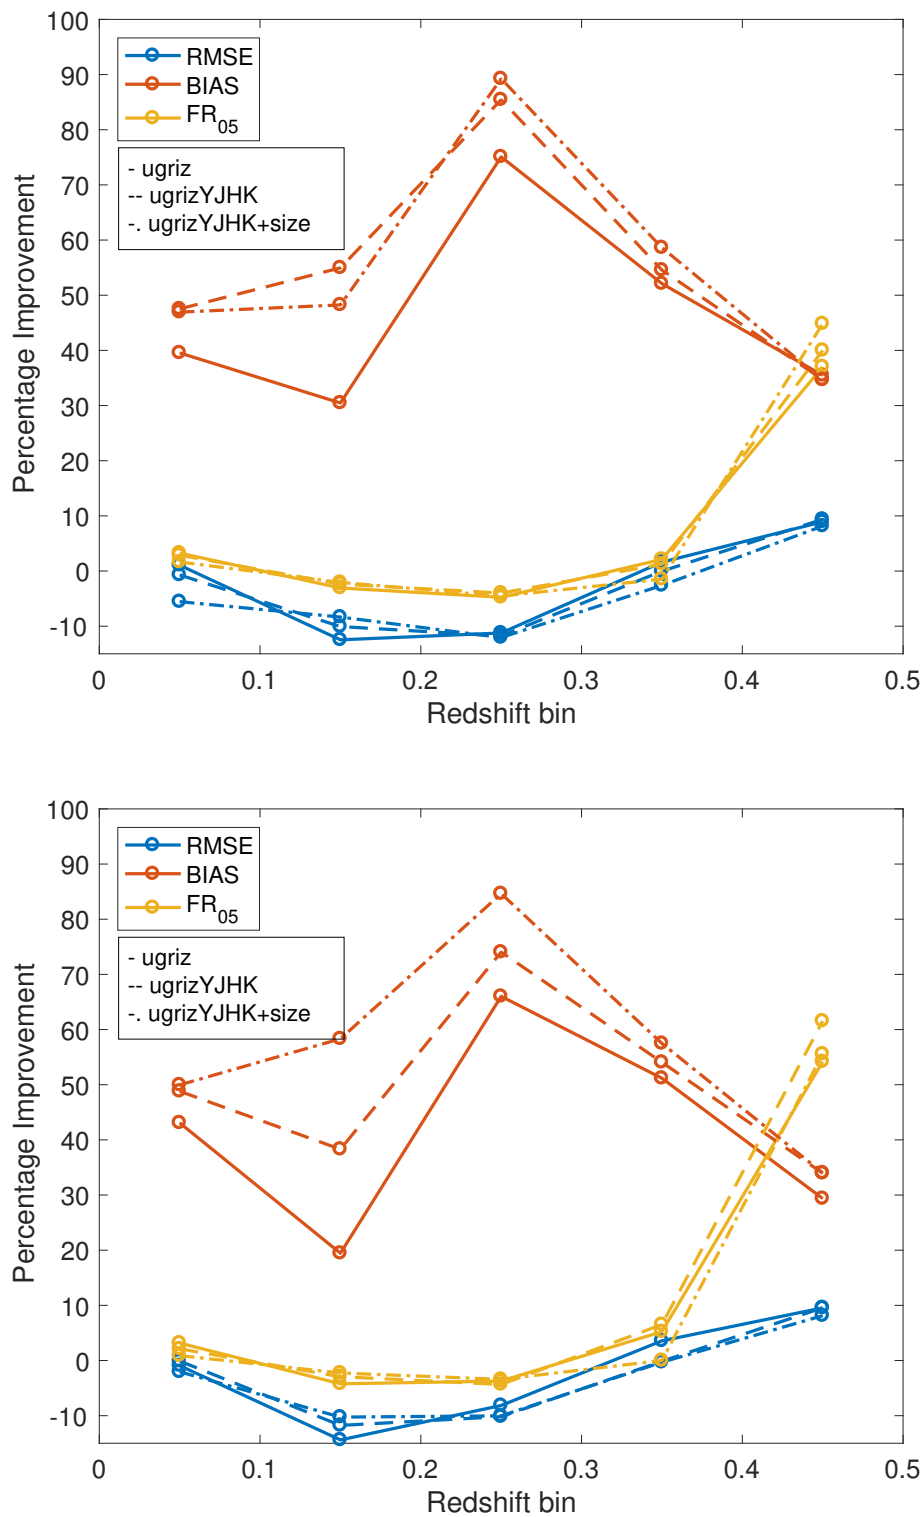 100
90
80
70
60
50
40
30
20
10
0
-10
Percentage Improvement
RMSE
BIAS
FR05
- ugriz
-- ugrizYJHK
-. ugrizYJHK+size
0 0.1 0.2 0.3 0.4 0.5
Redshift bin
100
90
80
70
60
50
40
30
20
10
0
-10
Percentage Improvement
RMSE
BIAS
FR05
- ugriz
-- ugrizYJHK
-. ugrizYJHK+size
0 0.1 0.2 0.3 0.4 0.5
Redshift bin